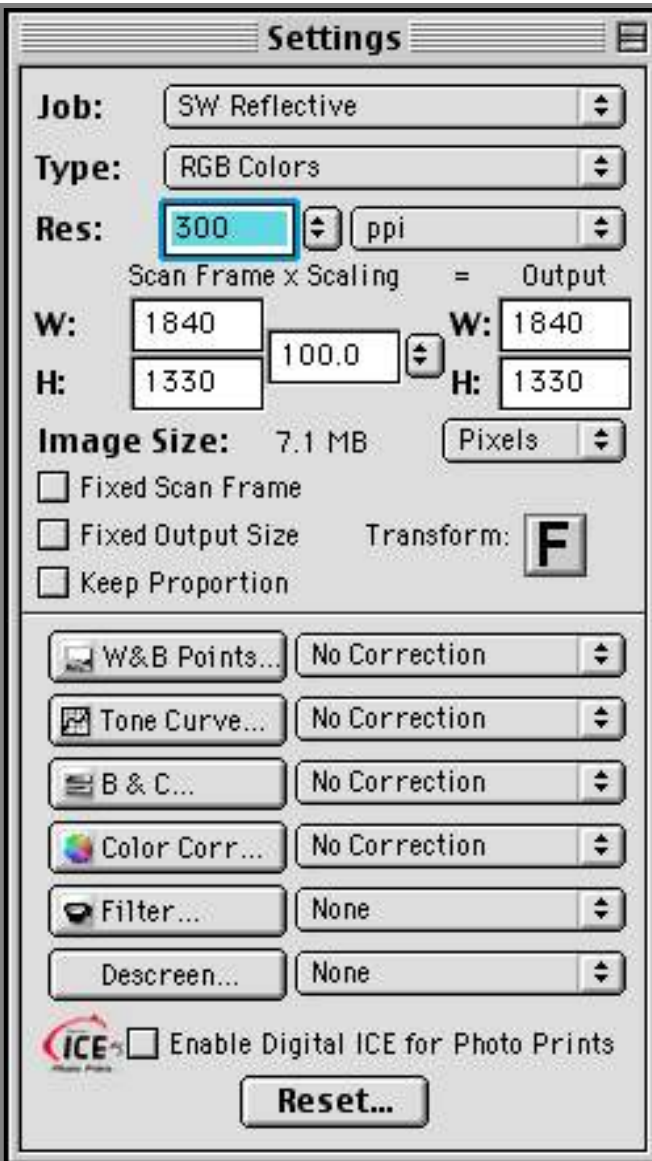 Settings
Job: SW Reflective
Type: RGB Colors
Res: 300 ppi
Scan Frame x Scaling = Output
W: 1840 100.0 W: 1840
H: 1330 H: 1330
Image Size: 7.1 MB Pixels
Fixed Scan Frame
Fixed Output Size Transform: F
Keep Proportion
W&B Points... No Correction
Tone Curve... No Correction
B & C... No Correction
Color Corr... No Correction
Filter... None
Descreen... None
ICE Enable Digital ICE for Photo Prints
Photo Prints
Reset...